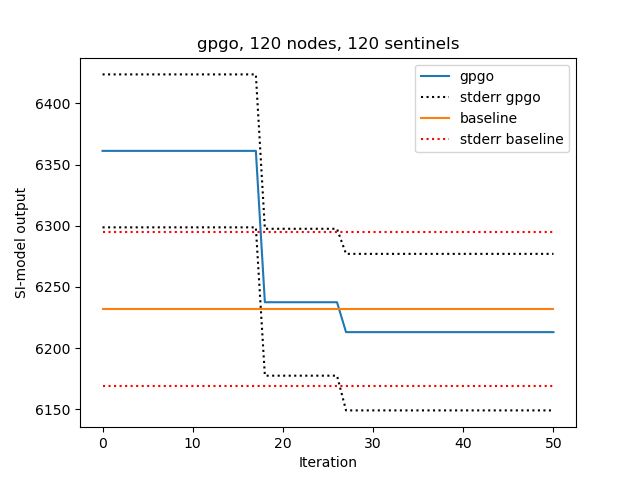 gpgo, 120 nodes, 120 sentinels
gpgo
stderr gpgo
baseline
stderr baseline
SI-model output
6400
6350
6300
6250
6200
6150
0 10 20 30 40 50
Iteration